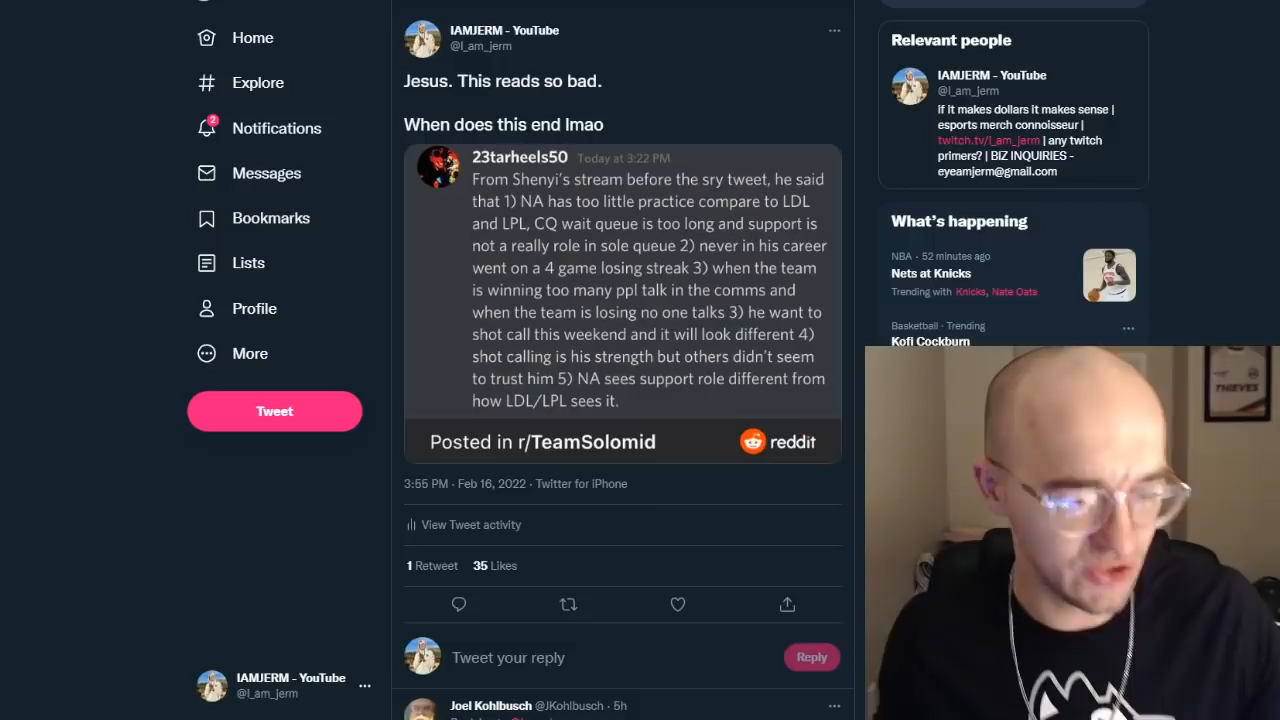 Home
Explore
2
Notifications
Messages
Bookmarks
Lists
Profile
More
Tweet
IAMJERM - YouTube
@I_am_jerm
IAMJERM - YouTube
@I_am_jerm
Jesus. This reads so bad.
When does this end lmao
23tarheels50 Today at 3:22 PM
From Shenyi's stream before the sry tweet, he said
that 1) NA has too little practice compare to LDL
and LPL, CQ wait queue is too long and support is
not a really role in sole queue 2) never in his career
went on a 4 game losing streak 3) when the team
is winning too many ppl talk in the comms and
when the team is losing no one talks 3) he want to
shot call this weekend and it will look different 4)
shot calling is his strength but others didn't seem
to trust him 5) NA sees support role different from
how LDL/LPL sees it.
Posted in r/TeamSolomid reddit
3:55 PM · Feb 16, 2022 · Twitter for iPhone
View Tweet activity
1 Retweet 35 Likes
Tweet your reply
Reply
Joel Kohlbusch @JKohlbusch · 5h
Relevant people
IAMJERM - YouTube
@I_am_jerm
If it makes dollars it makes sense |
esports merch connoisseur |
twitch.tv/i_am_jerm | any twitch
primers? | BIZ INQUIRIES -
eyeamjerm@gmail.com
What's happening
NBA · 52 minutes ago
Nets at Knicks
Trending with Knicks, Nate Oats
Basketball · Trending
Kofi Cockburn
THIEVES